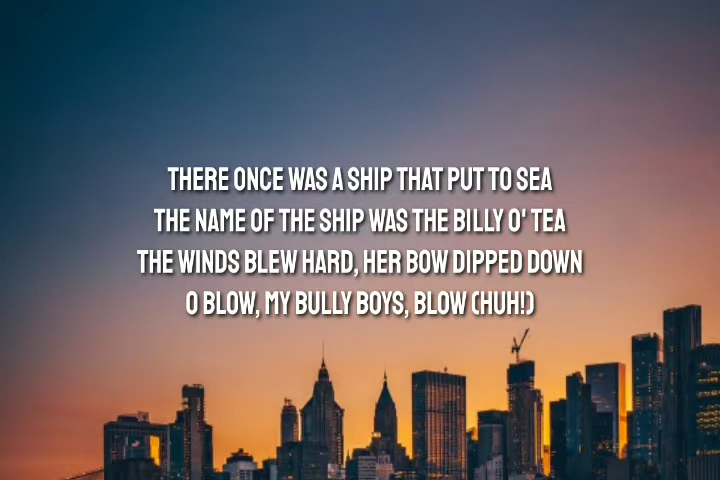 THERE ONCE WAS A SHIP THAT PUT TO SEA
THE NAME OF THE SHIP WAS THE BILLY O' TEA
THE WINDS BLEW HARD, HER BOW DIPPED DOWN
O BLOW, MY BULLY BOYS, BLOW (HUH!)